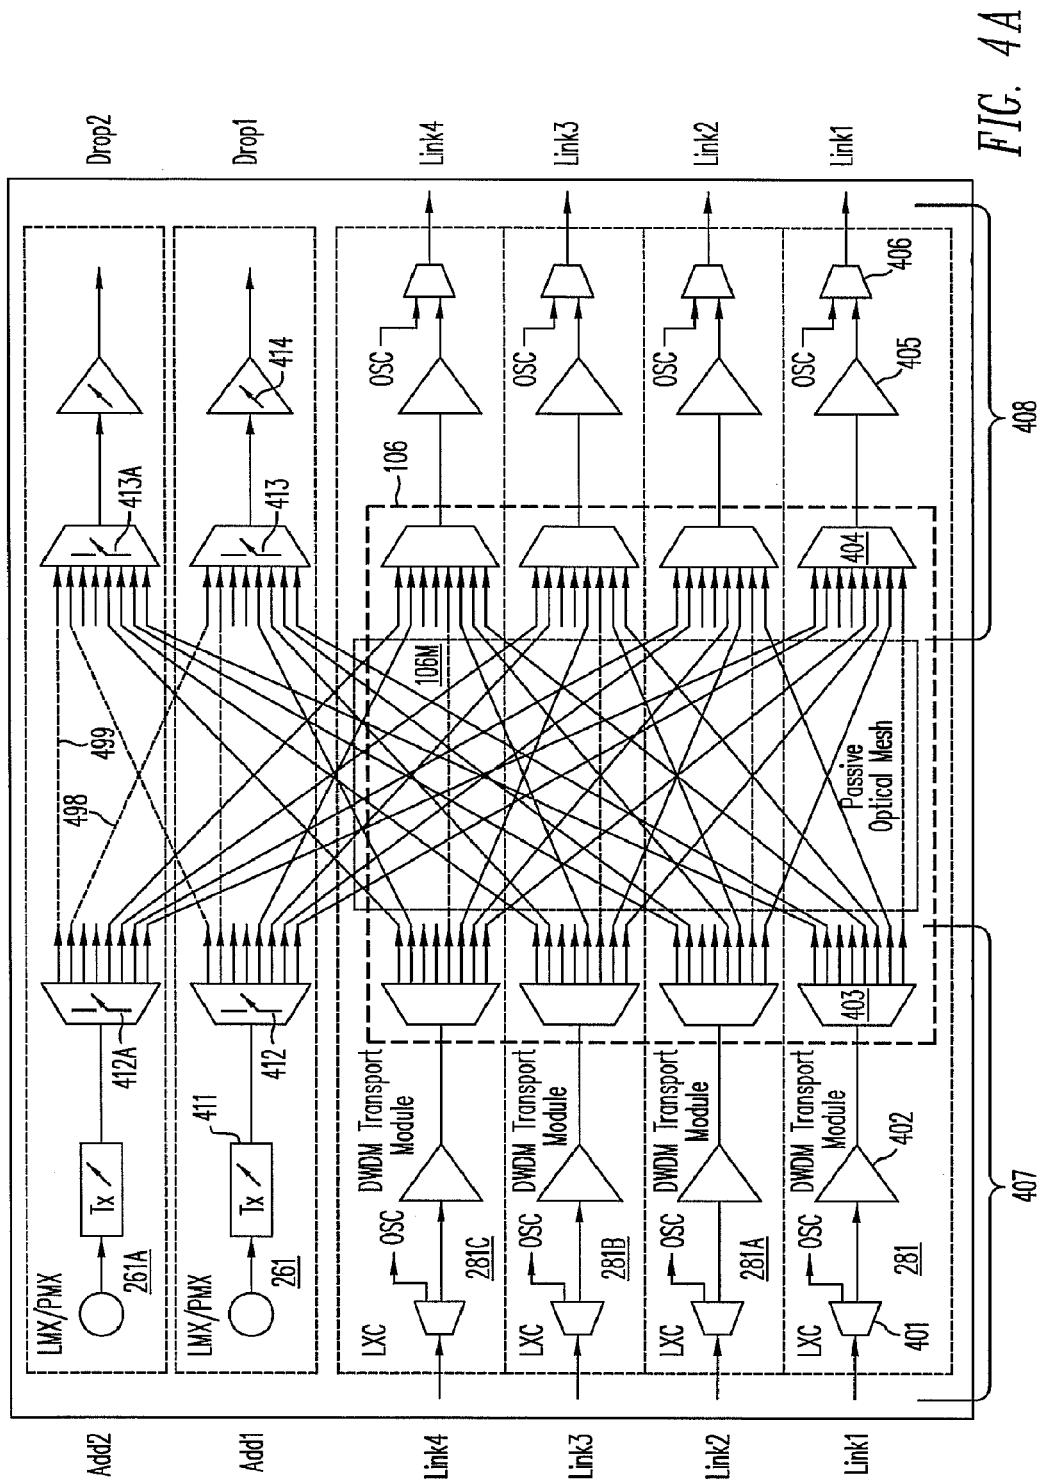 Drop2
Drop1
Link4
Link3
Link2
Link1
FIG. 4A
414
OSC
OSC
OSC
OSC
406
405
408
413A
413
106
404
499
498
106M
Passive
Optical Mesh
412A
412
403
411
Tx
Tx
DWDM Transport
Module
DWDM Transport
Module
DWDM Transport
Module
DWDM Transport
Module
402
407
LMX/PMX
261A
LMX/PMX
261
LXC
OSC
281C
LXC
OSC
281B
LXC
OSC
281A
LXC
OSC
281
401
Add2
Add1
Link4
Link3
Link2
Link1